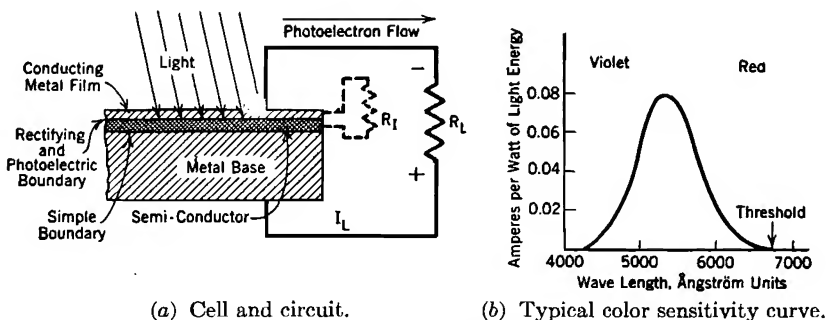 Photoelectron Flow
Light
Conducting
Metal Film
Rectifying
and
Photoelectric
Boundary
Simple
Boundary
Metal Base
Semi-Conductor
R_I
R_L
−
+
I_L
(a) Cell and circuit.
Amperes per Watt of Light Energy
Violet
Red
0.08
0.06
0.04
0.02
Threshold
4000
5000
6000
7000
Wave Length, Ångström Units
(b) Typical color sensitivity curve.